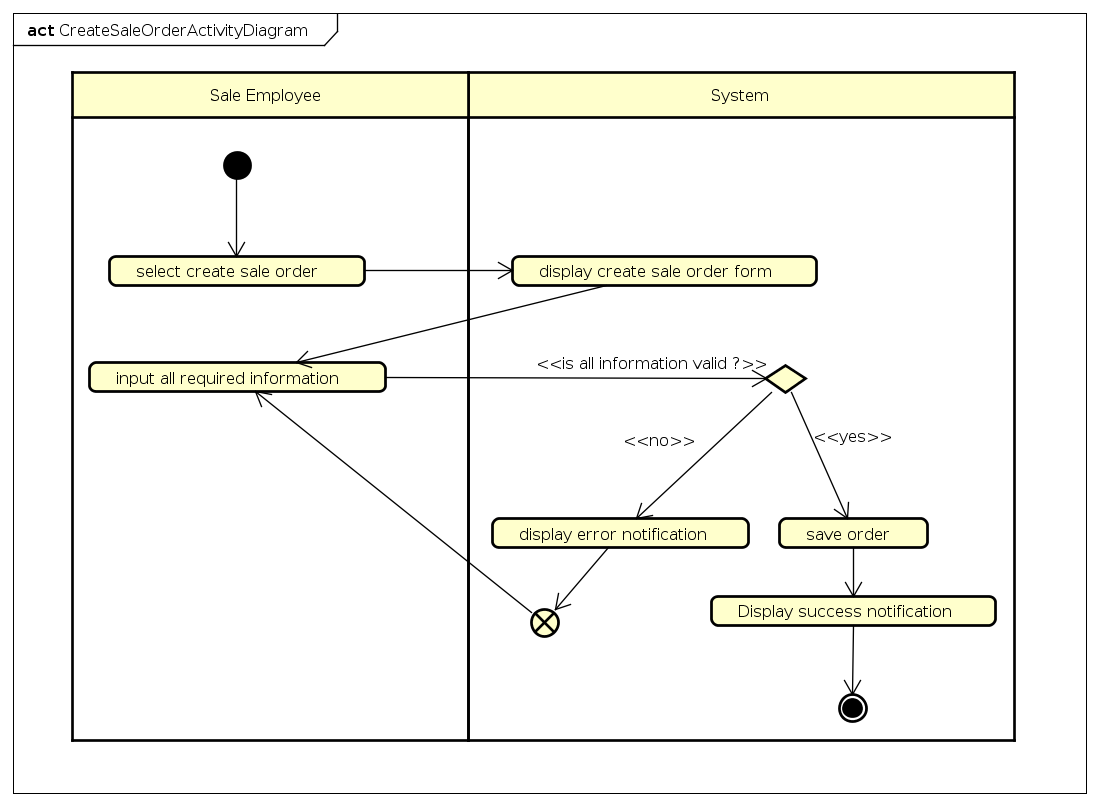 act CreateSaleOrderActivityDiagram
Sale Employee
System
select create sale order
display create sale order form
<<is all information valid ?>>
input all required information
<<no>>
<<yes>>
display error notification
save order
Display success notification